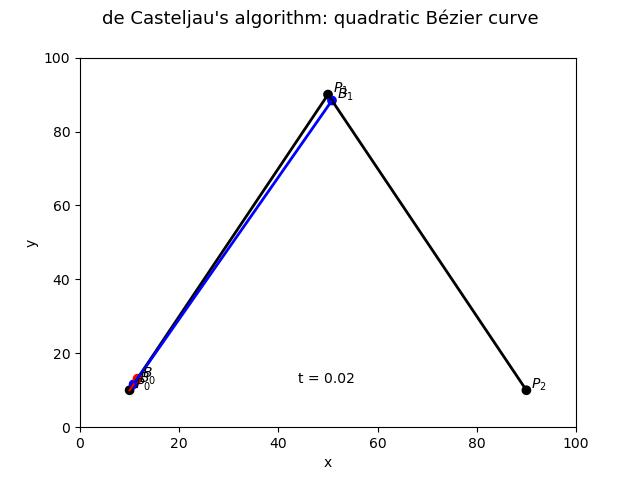 de Casteljau's algorithm: quadratic Bézier curve
100
80
60
40
20
0
y
B₁
P₂
t = 0.02
0 20 40 60 80 100
x